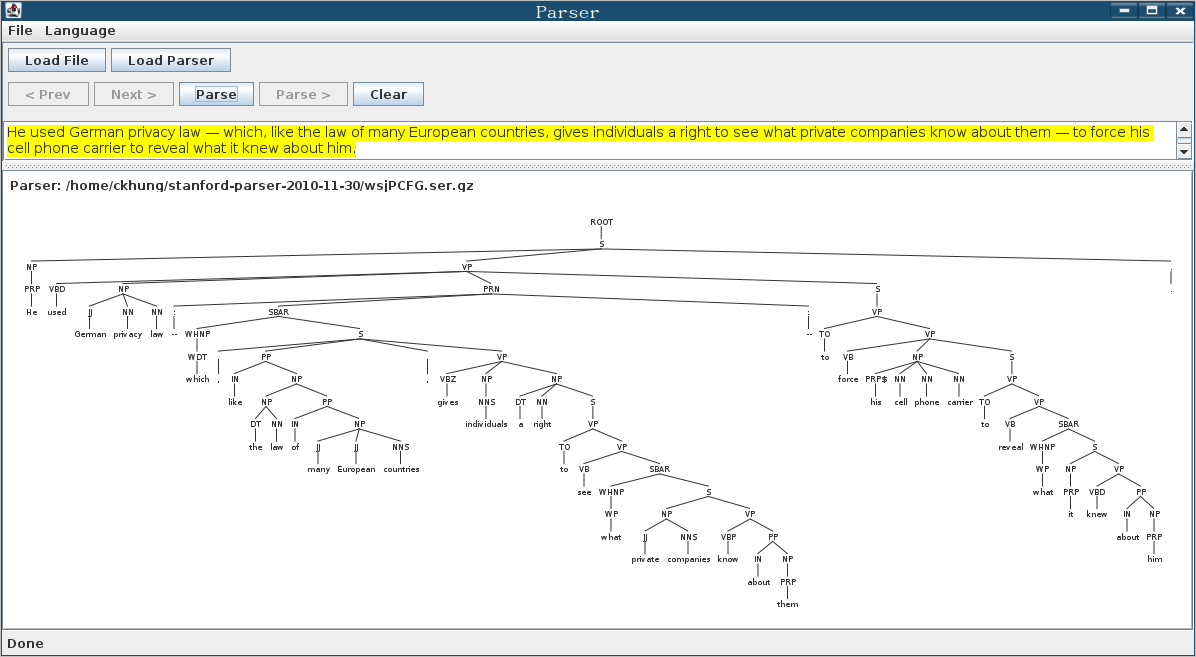 Parser
File Language
Load File Load Parser
< Prev Next > Parse Parse > Clear
He used German privacy law — which, like the law of many European countries, gives individuals a right to see what private companies know about them — to force his
cell phone carrier to reveal what it knew about him.
Parser: /home/ckhung/stanford-parser-2010-11-30/wsjPCFG.ser.gz
ROOT
S
NP VP .
PRP VBD NP PRN S .
He used JJ NN NN : SBAR : VP
German privacy law -- WHNP S -- TO VP
WDT , PP , VP to VB NP S
which , IN NP , VBZ NP NP force PRP$ NN NN NN VP
like NP PP gives NNS DT NN S his cell phone carrier TO VP
DT NN IN NP individuals a right VP to VB SBAR
the law of JJ JJ NNS TO VP reveal WHNP S
many European countries to VB SBAR WP NP VP
see WHNP S what PRP VBD PP
WP NP VP it knew IN NP
what JJ NNS VBP PP about PRP
private companies know IN NP him
about PRP
them
Done